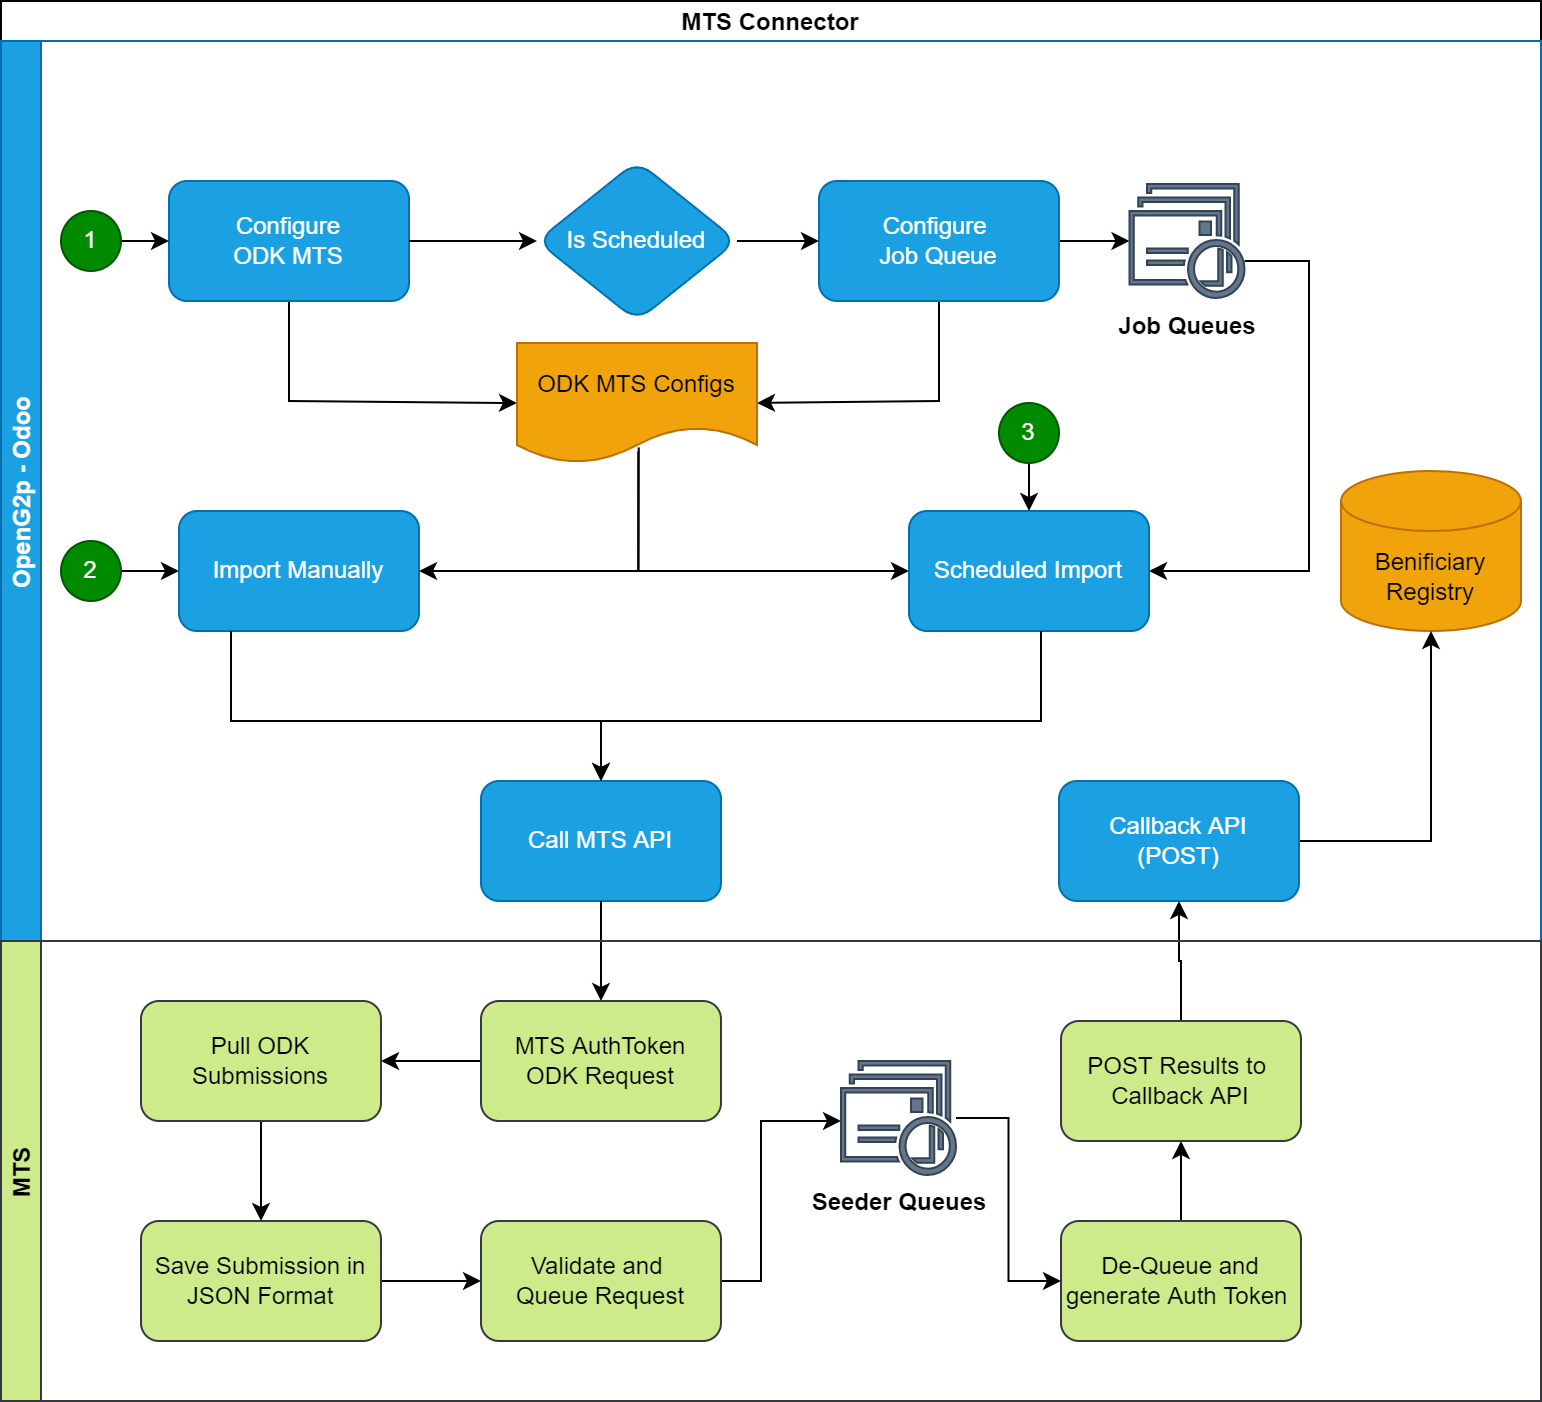 MTS Connector
OpenG2p - Odoo
1
Configure
ODK MTS
Is Scheduled
Configure
Job Queue
Job Queues
ODK MTS Configs
3
2
Import Manually
Scheduled Import
Benificiary
Registry
Call MTS API
Callback API
(POST)
MTS
Pull ODK
Submissions
MTS AuthToken
ODK Request
Seeder Queues
POST Results to
Callback API
Save Submission in
JSON Format
Validate and
Queue Request
De-Queue and
generate Auth Token